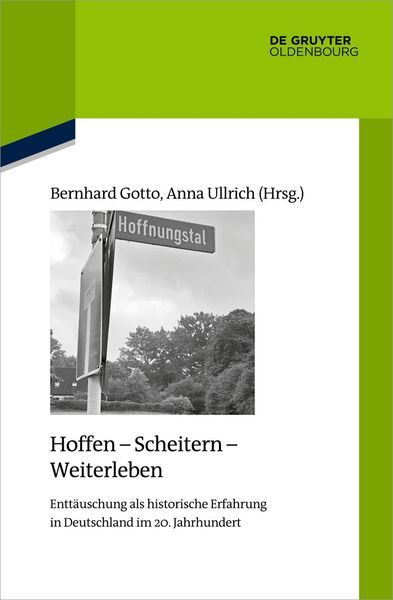 DE GRUYTER
OLDENBOURG
Bernhard Gotto, Anna Ullrich (Hrsg.)
Hoffnungstal
Hoffen – Scheitern –
Weiterleben
Enttäuschung als historische Erfahrung
in Deutschland im 20. Jahrhundert